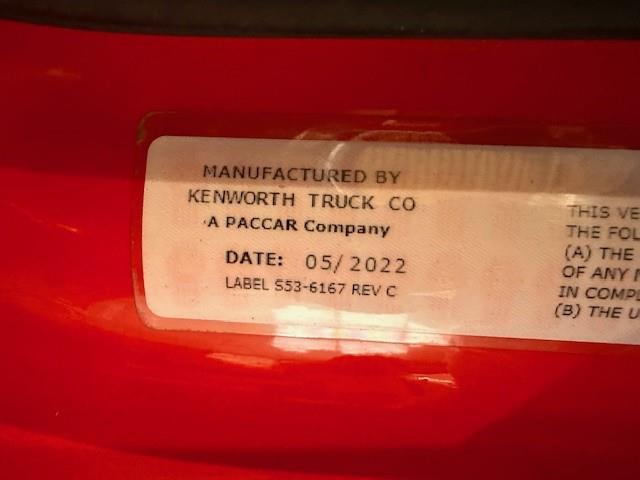 MANUFACTURED BY
KENWORTH TRUCK CO
A PACCAR Company
DATE: 05/2022
LABEL S53-6167 REV C
THIS VE
THE FOL
(A) THE
OF ANY
IN COMPL
(B) THE U